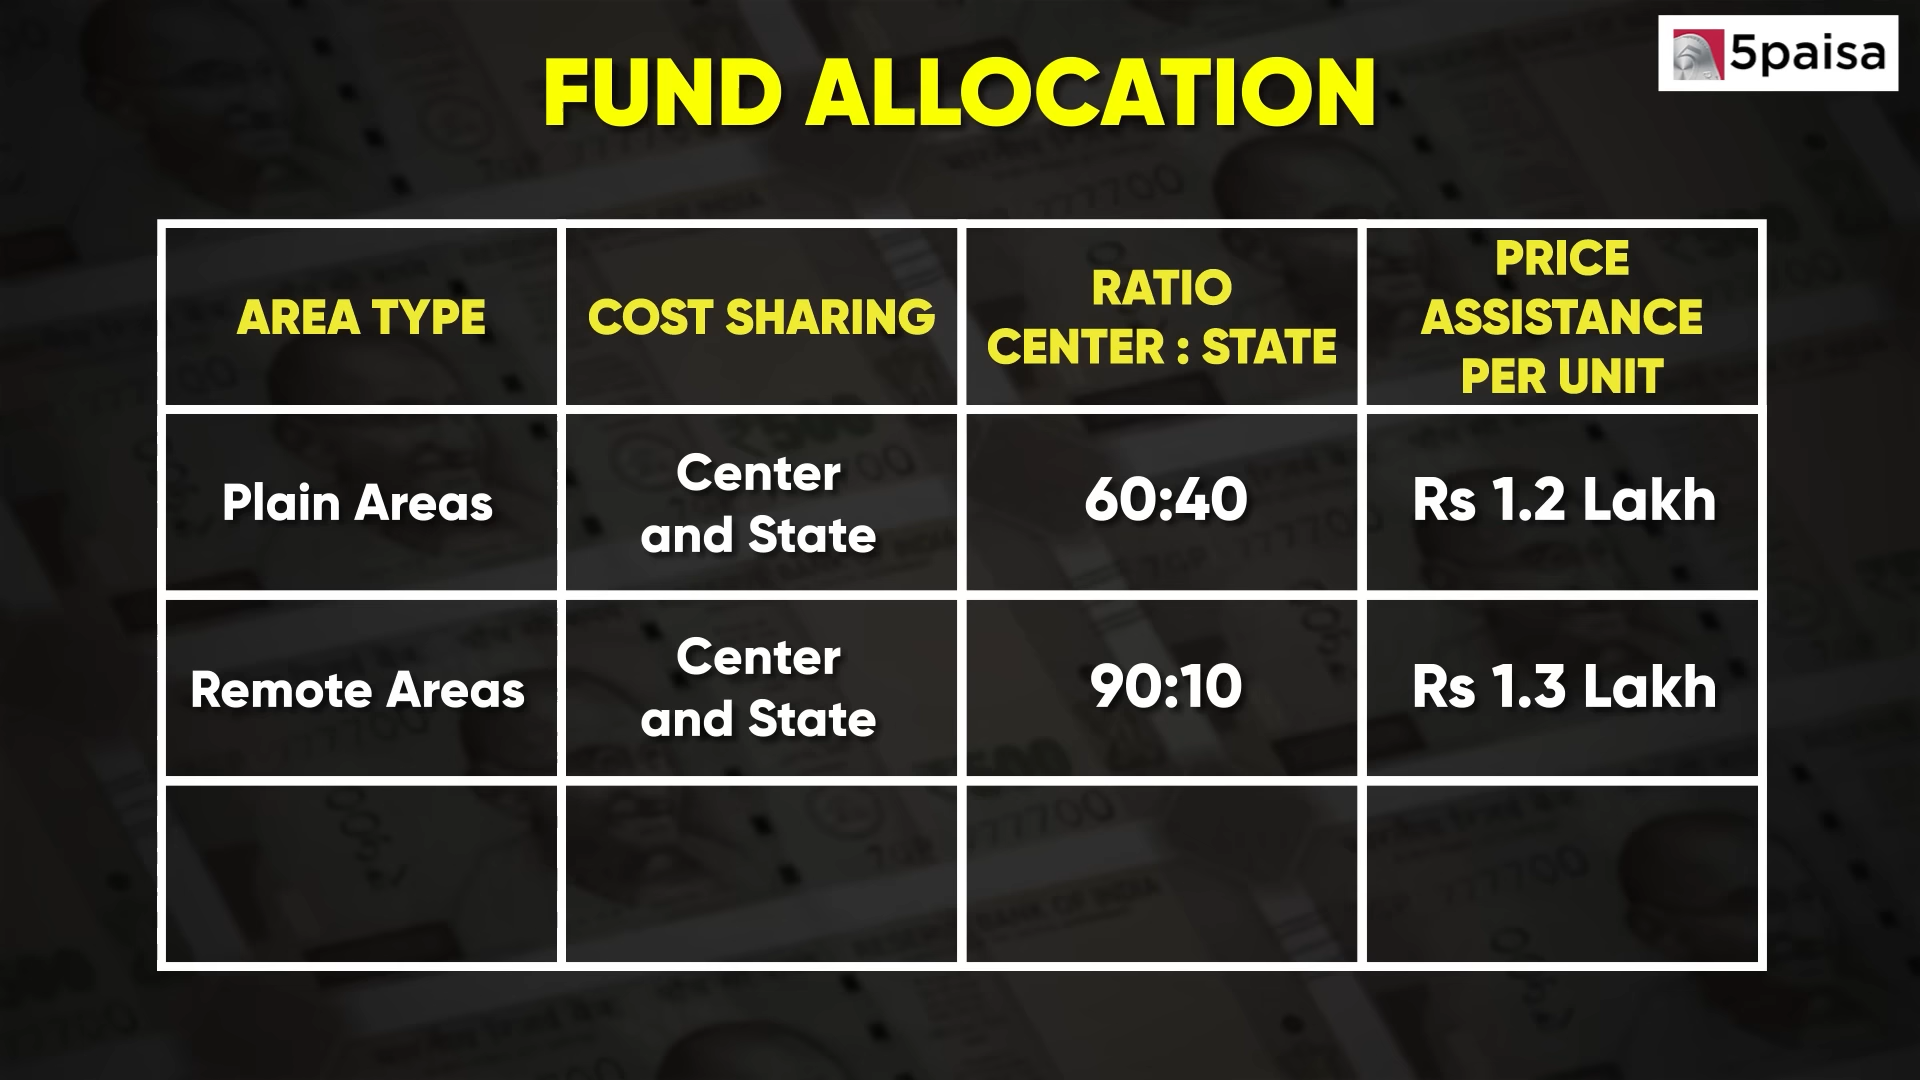 FUND ALLOCATION
5paisa
AREA TYPE
COST SHARING
RATIO
CENTER : STATE
PRICE
ASSISTANCE
PER UNIT
Plain Areas
Center
and State
60:40
Rs 1.2 Lakh
Remote Areas
Center
and State
90:10
Rs 1.3 Lakh